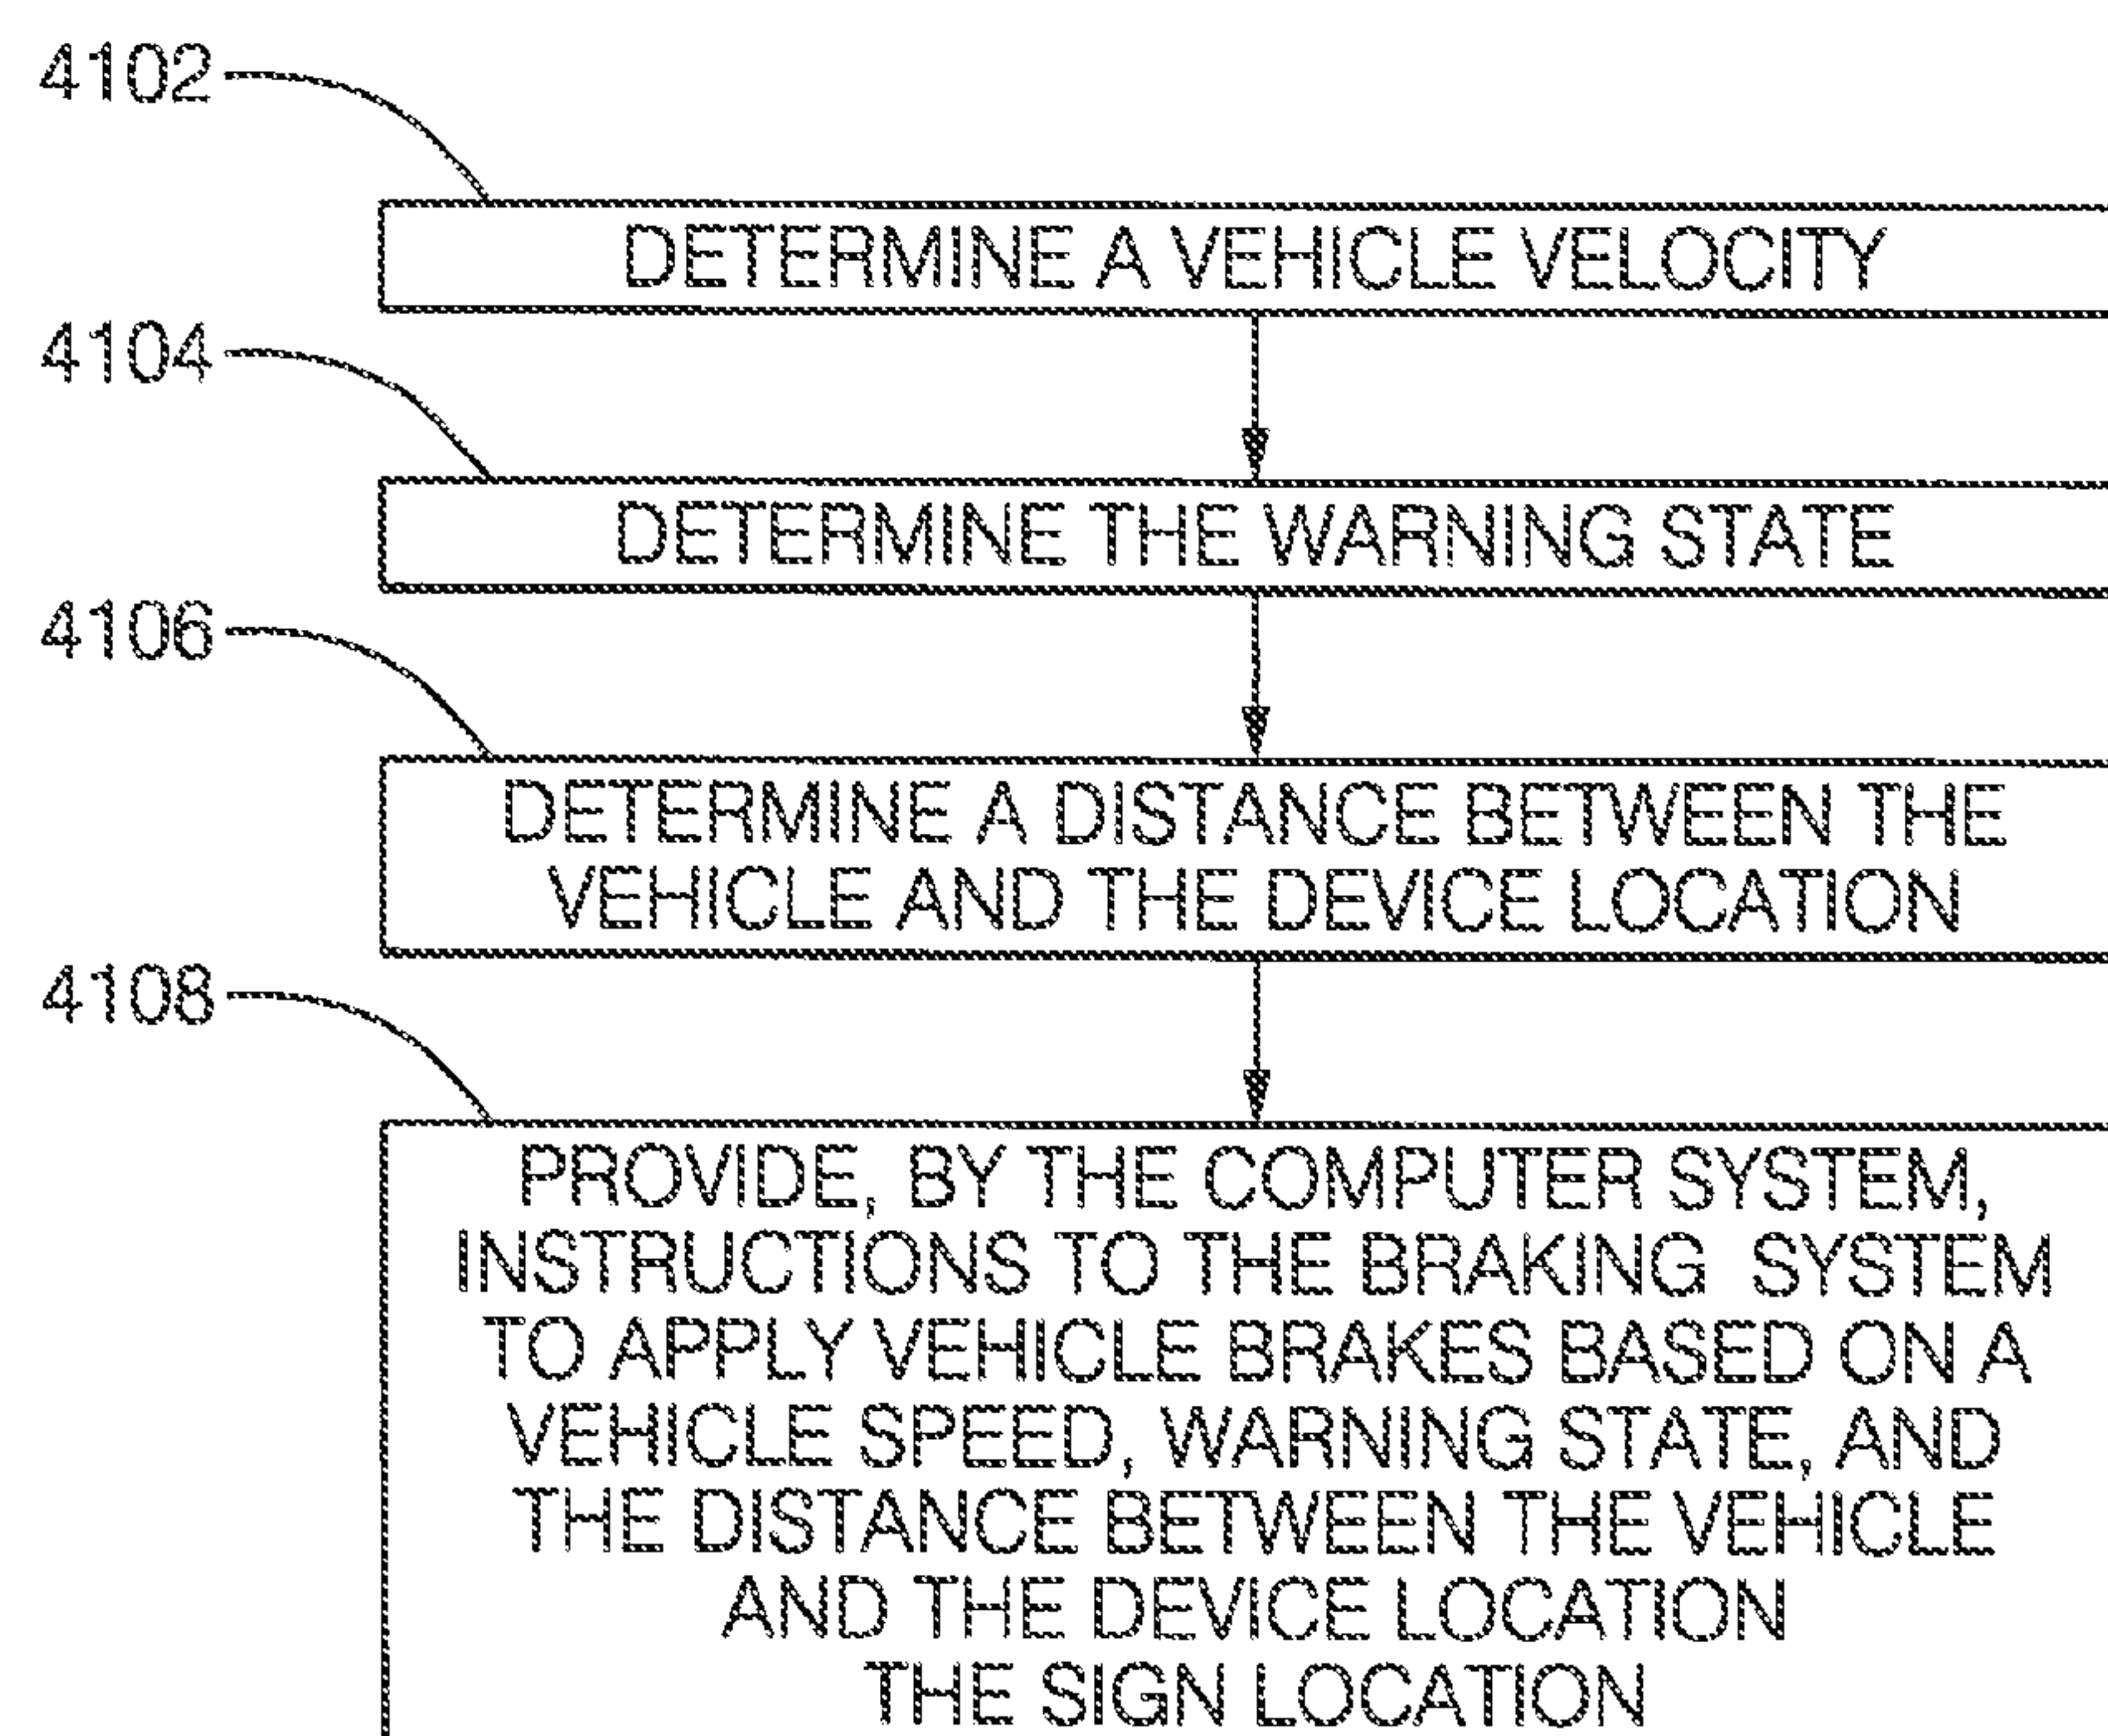 4102
DETERMINE A VEHICLE VELOCITY
4104
DETERMINE THE WARNING STATE
4106
DETERMINE A DISTANCE BETWEEN THE
VEHICLE AND THE DEVICE LOCATION
4108
PROVIDE, BY THE COMPUTER SYSTEM,
INSTRUCTIONS TO THE BRAKING SYSTEM
TO APPLY VEHICLE BRAKES BASED ON A
VEHICLE SPEED, WARNING STATE, AND
THE DISTANCE BETWEEN THE VEHICLE
AND THE DEVICE LOCATION
THE SIGN LOCATION